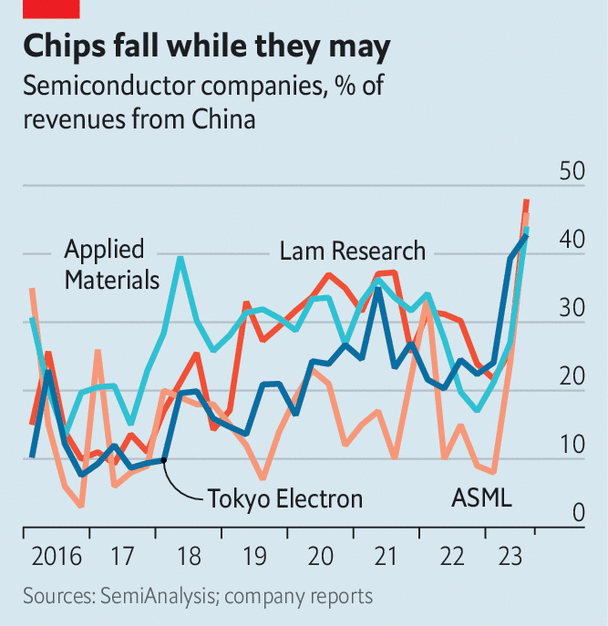 Chips fall while they may
Semiconductor companies, % of
revenues from China
50
Applied
Materials
Lam Research
40
30
20
10
Tokyo Electron
ASML
0
2016 17 18 19 20 21 22 23
Sources: SemiAnalysis; company reports